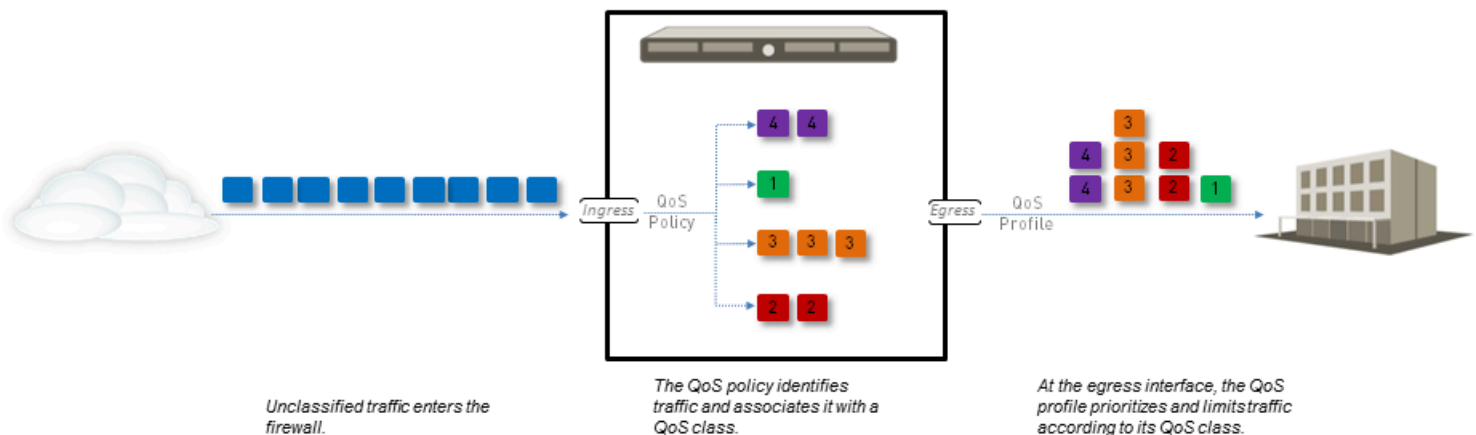 4 4
1
3 3 3
2 2
Ingress
QoS
Policy
Egress
QoS
Profile
3
4 3 2
4 3 2 1
Unclassified traffic enters the
firewall.
The QoS policy identifies
traffic and associates it with a
QoS class.
At the egress interface, the QoS
profile prioritizes and limits traffic
according to its QoS class.